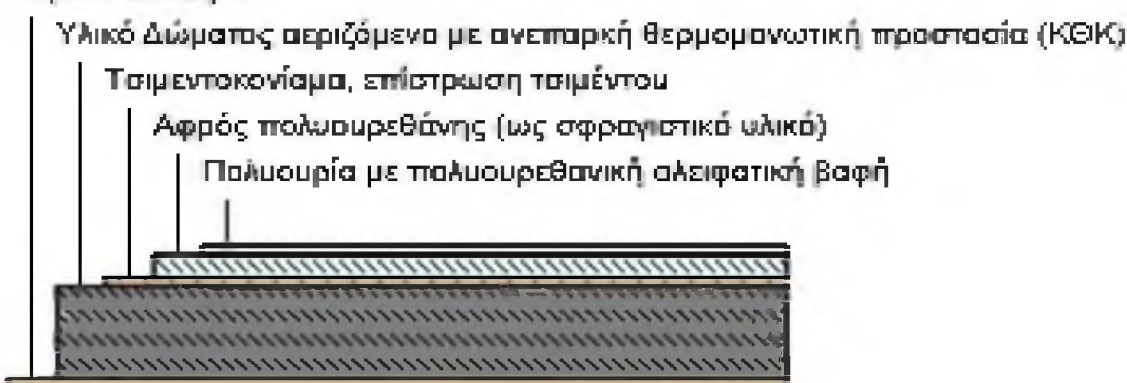 Υλικό Δώματος αεριζόμενο με ανεπαρκή θερμομονωτική προστασία (ΚΘΚ)
Τσιμεντοκονίαμα, επίστρωση τσιμέντου
Αφρός πολυουρεθάνης (ως σφραγιστικό υλικό)
Πολυουρία με πολυουρεθανική αλειφατική βαφή